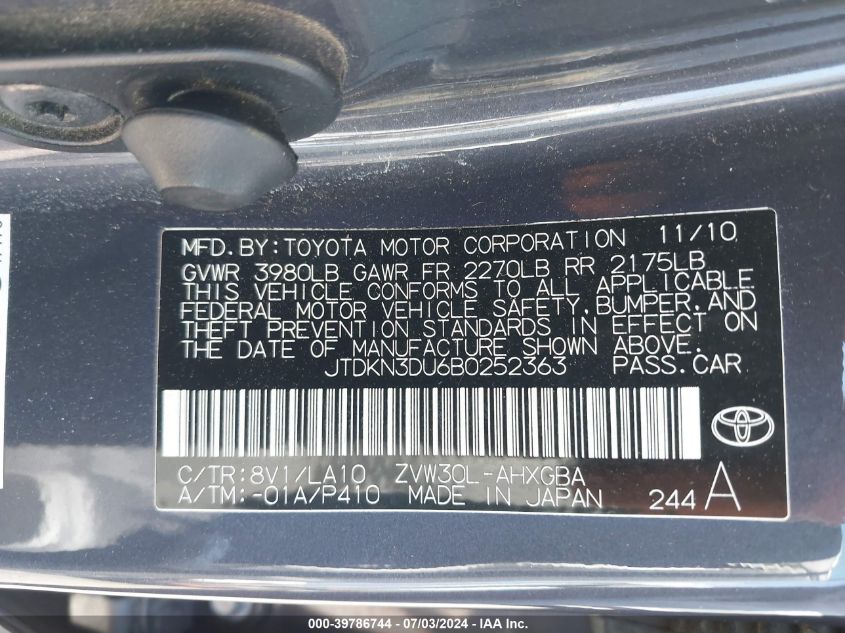 MFD. BY: TOYOTA MOTOR CORPORATION 11/10
GVWR 3980LB GAWR FR 2270LB RR 2175LB
THIS VEHICLE CONFORMS TO ALL APPLICABLE
FEDERAL MOTOR VEHICLE SAFETY, BUMPER, AND
THEFT PREVENTION STANDARDS IN EFFECT ON
THE DATE OF MANUFACTURE SHOWN ABOVE.
JTDKN3DU6B0252363 PASS. CAR
C/TR: 8V1/LA10 ZVW30L-AHXGBA
A/TM: -01A/P410 MADE IN JAPAN 244 A
000-39786744 - 07/03/2024 - IAA Inc.